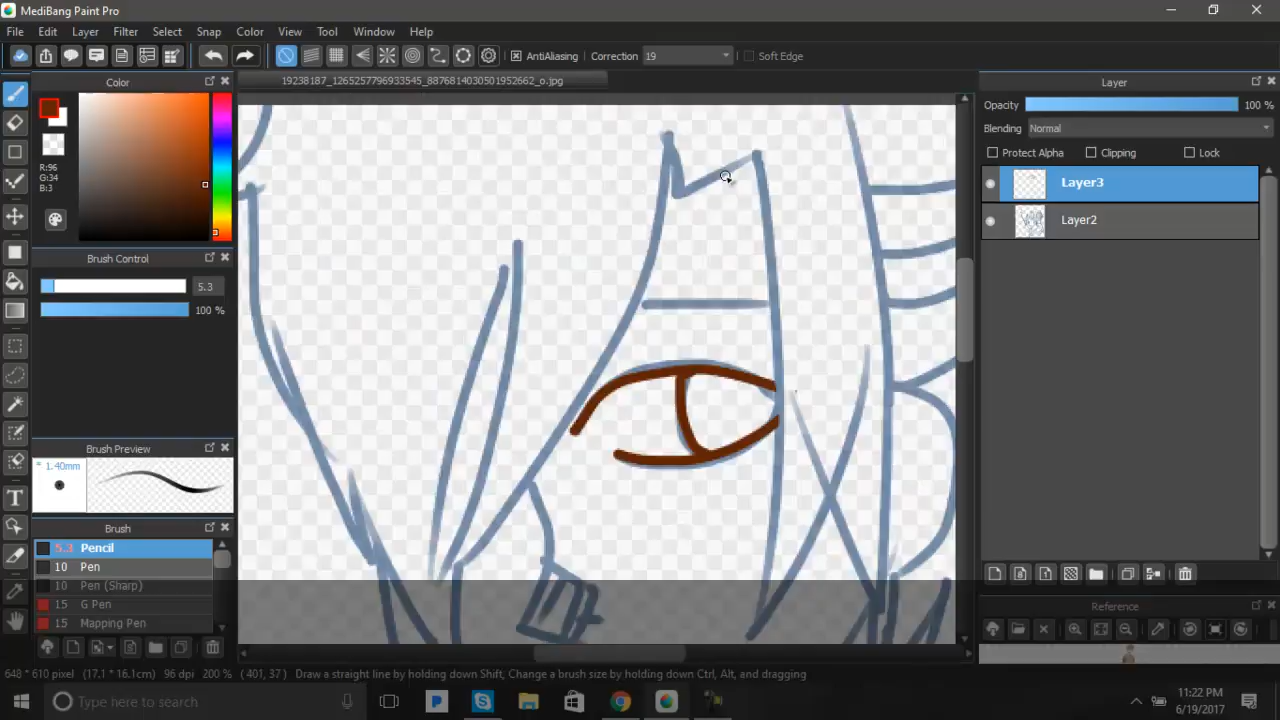 MediBang Paint Pro
File Edit Layer Filter Select Snap Color View Tool Window Help
AntiAliasing Correction 19 Soft Edge
Color
19238187_1265257796933545_8876814030501952662_o.jpg
Layer
Opacity 100 %
Blending Normal
Protect Alpha Clipping Lock
R:96
G:34
B:3
Layer3
Layer2
Brush Control
5.3
100 %
Brush Preview
* 1.40mm
Brush
5.3 Pencil
10 Pen
10 Pen (Sharp)
15 G Pen
15 Mapping Pen
Reference
648 * 610 pixel (17.1 * 16.1cm) 96 dpi 200 % ( 401, 37 ) Draw a straight line by holding down Shift, Change a brush size by holding down Ctrl, Alt, and dragging
Type here to search
11:22 PM
6/19/2017